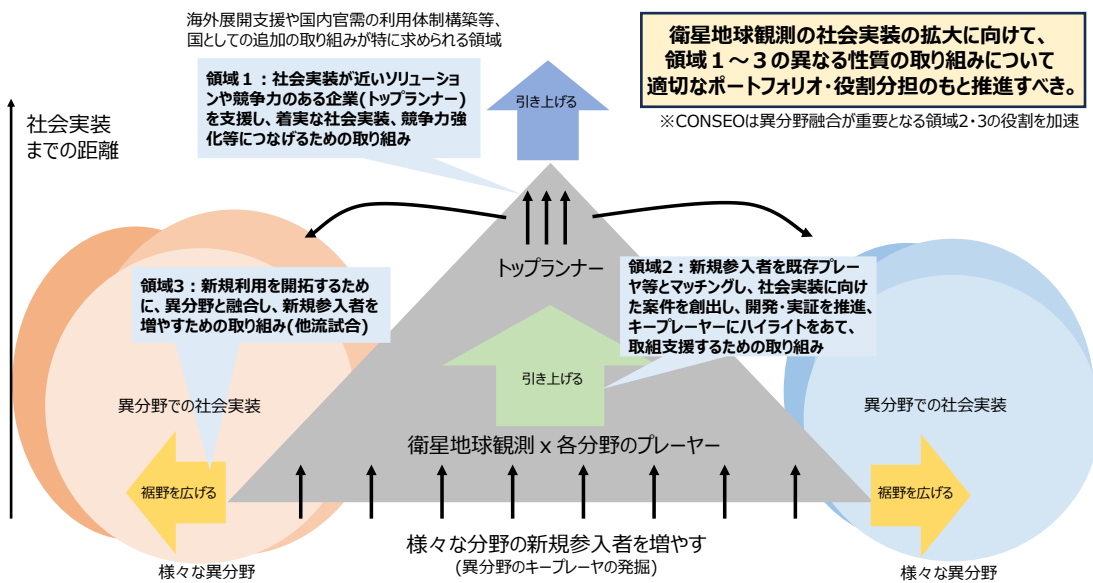 海外展開支援や国内官需の利用体制構築等、
国としての追加の取り組みが特に求められる領域
衛星地球観測の社会実装の拡大に向けて、
領域1~3の異なる性質の取り組みについて
適切なポートフォリオ・役割分担のもと推進すべき。
※CONSEOは異分野融合が重要となる領域2・3の役割を加速
領域1:社会実装が近いソリューション
や競争力のある企業(トップランナー)
を支援し、着実な社会実装、競争力強
化等につなげるための取り組み
引き上げる
社会実装
までの距離
トップランナー
領域3:新規利用を開拓するため
に、異分野と融合し、新規参入者を
増やすための取り組み(他流試合)
領域2:新規参入者を既存プレー
ヤ等とマッチングし、社会実装に向け
た案件を創出し、開発・実証を推進、
キープレーヤーにハイライトをあて、
取組支援するための取り組み
引き上げる
異分野での社会実装
異分野での社会実装
衛星地球観測 x 各分野のプレーヤー
裾野を広げる
裾野を広げる
様々な分野の新規参入者を増やす
(異分野のキープレーヤの発掘)
様々な異分野
様々な異分野